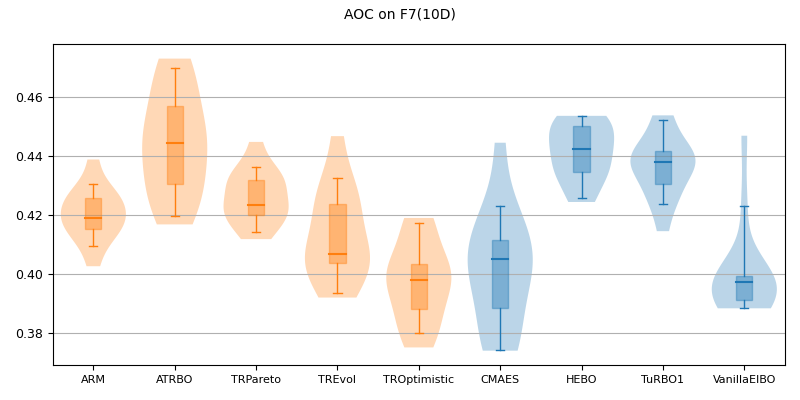 AOC on F7(10D)
0.46
0.44
0.42
0.40
0.38
ARM ATRBO TRPareto TREvol TROptimistic CMAES HEBO TuRBO1 VanillaEIBO